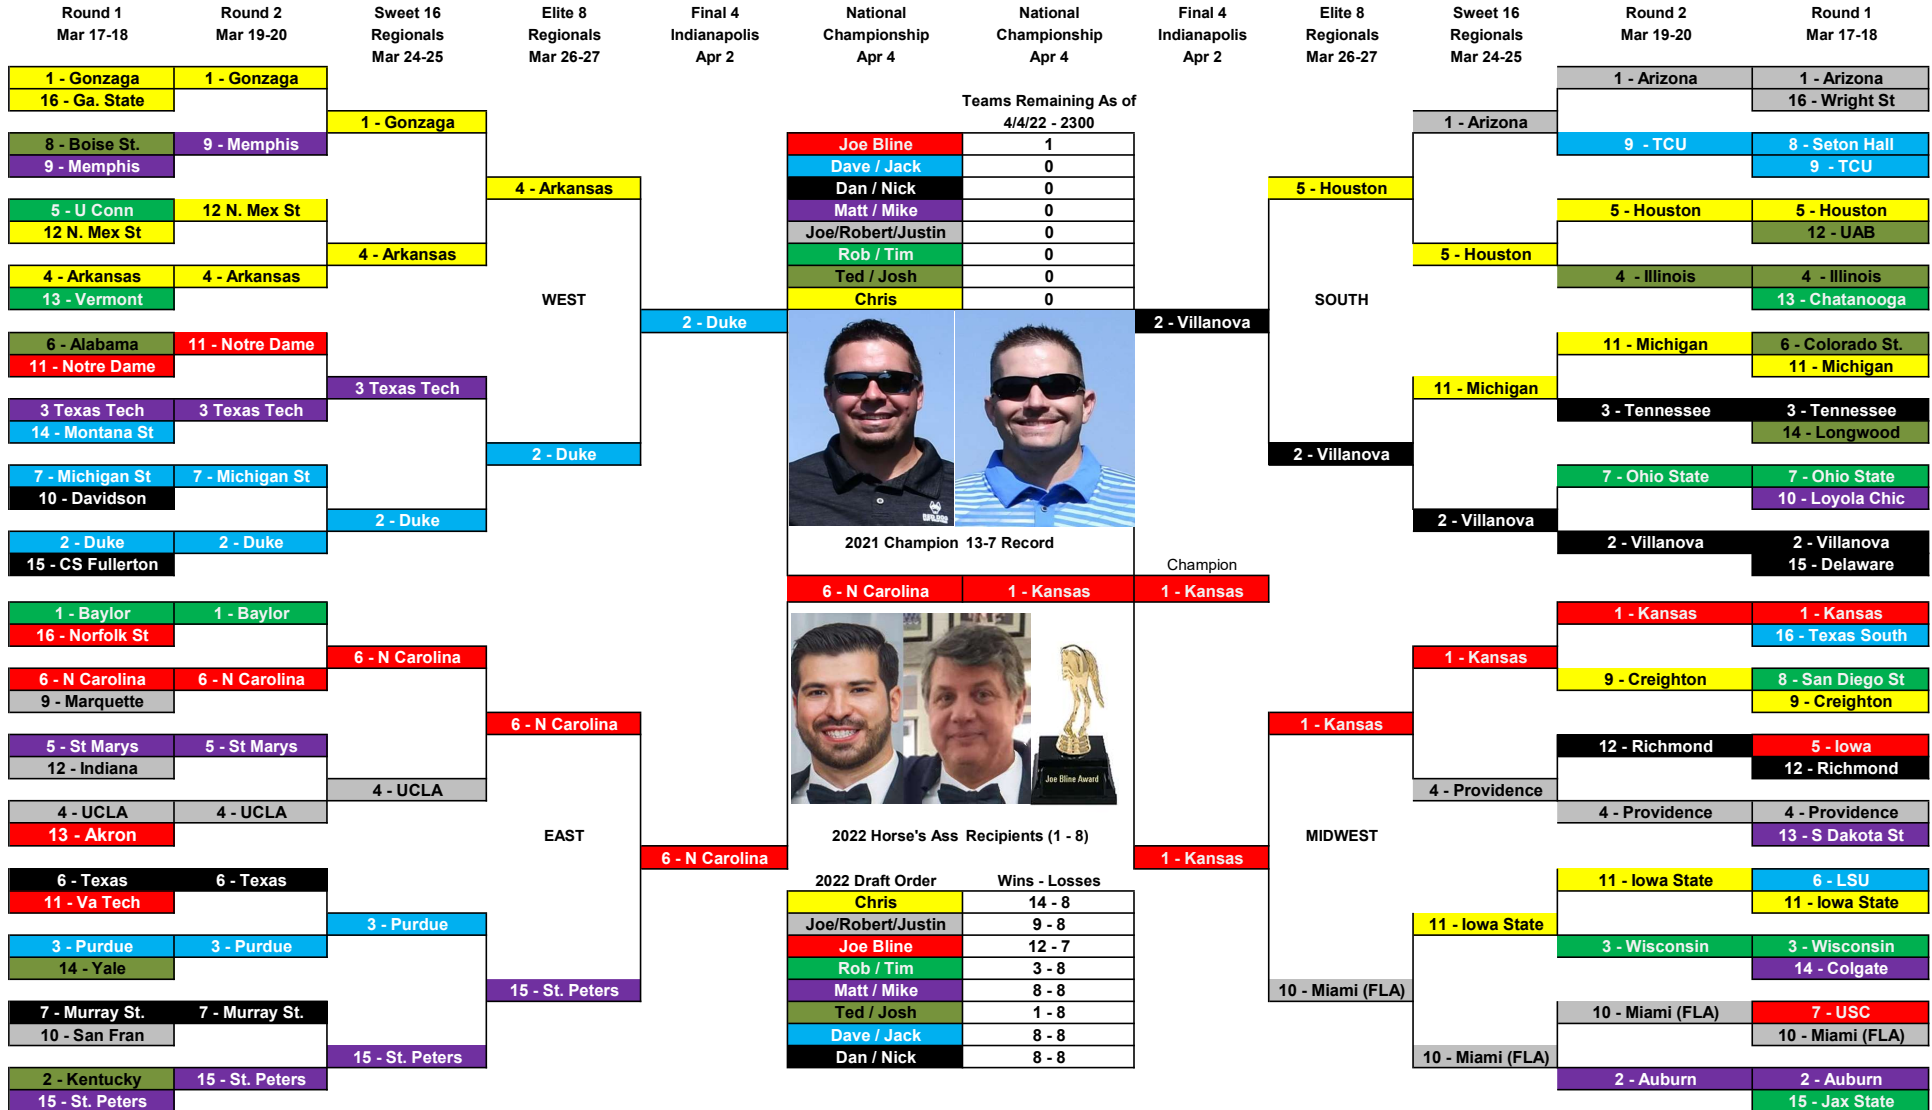 Round 1 Round 2 Sweet 16 Elite 8 Final 4 National National Final 4 Elite 8 Sweet 16 Round 2 Round 1
Mar 17-18 Mar 19-20 Regionals Regionals Indianapolis Championship Championship Indianapolis Regionals Regionals Mar 19-20 Mar 17-18
Mar 24-25 Mar 26-27 Apr 2 Apr 4 Apr 4 Apr 2 Mar 26-27 Mar 24-25
1 - Gonzaga 1 - Gonzaga 1 - Arizona 1 - Arizona
16 - Ga. State Teams Remaining As of 16 - Wright St
1 - Gonzaga 4/4/22 - 2300 1 - Arizona
8 - Boise St. 9 - Memphis Joe Bline 1 9 - TCU 8 - Seton Hall
9 - Memphis Dave / Jack 0 9 - TCU
4 - Arkansas Dan / Nick 0 5 - Houston
5 - U Conn 12 N. Mex St Matt / Mike 0 5 - Houston 5 - Houston
12 N. Mex St Joe/Robert/Justin 0 12 - UAB
4 - Arkansas Rob / Tim 0 5 - Houston
4 - Arkansas 4 - Arkansas Ted / Josh 0 4 - Illinois 4 - Illinois
13 - Vermont WEST Chris 0 SOUTH 13 - Chatanooga
2 - Duke 2 - Villanova
6 - Alabama 11 - Notre Dame 11 - Michigan 6 - Colorado St.
11 - Notre Dame 11 - Michigan
3 Texas Tech 11 - Michigan
3 Texas Tech 3 Texas Tech 3 - Tennessee 3 - Tennessee
14 - Montana St 14 - Longwood
2 - Duke 2 - Villanova
7 - Michigan St 7 - Michigan St 7 - Ohio State 7 - Ohio State
10 - Davidson 10 - Loyola Chic
2 - Duke 2 - Villanova
2 - Duke 2 - Duke 2021 Champion 13-7 Record 2 - Villanova 2 - Villanova
15 - CS Fullerton Champion 15 - Delaware
6 - N Carolina 1 - Kansas 1 - Kansas
1 - Baylor 1 - Baylor 1 - Kansas 1 - Kansas
16 - Norfolk St 16 - Texas South
6 - N Carolina 1 - Kansas
6 - N Carolina 6 - N Carolina 9 - Creighton 8 - San Diego St
9 - Marquette 9 - Creighton
6 - N Carolina 1 - Kansas
5 - St Marys 5 - St Marys 12 - Richmond 5 - Iowa
12 - Indiana 12 - Richmond
Joe Bline Award
4 - UCLA 4 - Providence
4 - UCLA 4 - UCLA 4 - Providence 4 - Providence
13 - Akron EAST 2022 Horse's Ass Recipients (1 - 8) MIDWEST 13 - S Dakota St
6 - N Carolina 1 - Kansas
6 - Texas 6 - Texas 2022 Draft Order Wins - Losses 11 - Iowa State 6 - LSU
11 - Va Tech Chris 14 - 8 11 - Iowa State
3 - Purdue Joe/Robert/Justin 9 - 8 11 - Iowa State
3 - Purdue 3 - Purdue Joe Bline 12 - 7 3 - Wisconsin 3 - Wisconsin
14 - Yale Rob / Tim 3 - 8 14 - Colgate
15 - St. Peters Matt / Mike 8 - 8 10 - Miami (FLA)
7 - Murray St. 7 - Murray St. Ted / Josh 1 - 8 10 - Miami (FLA) 7 - USC
10 - San Fran Dave / Jack 8 - 8 10 - Miami (FLA)
15 - St. Peters Dan / Nick 8 - 8 10 - Miami (FLA)
2 - Kentucky 15 - St. Peters 2 - Auburn 2 - Auburn
15 - St. Peters 15 - Jax State